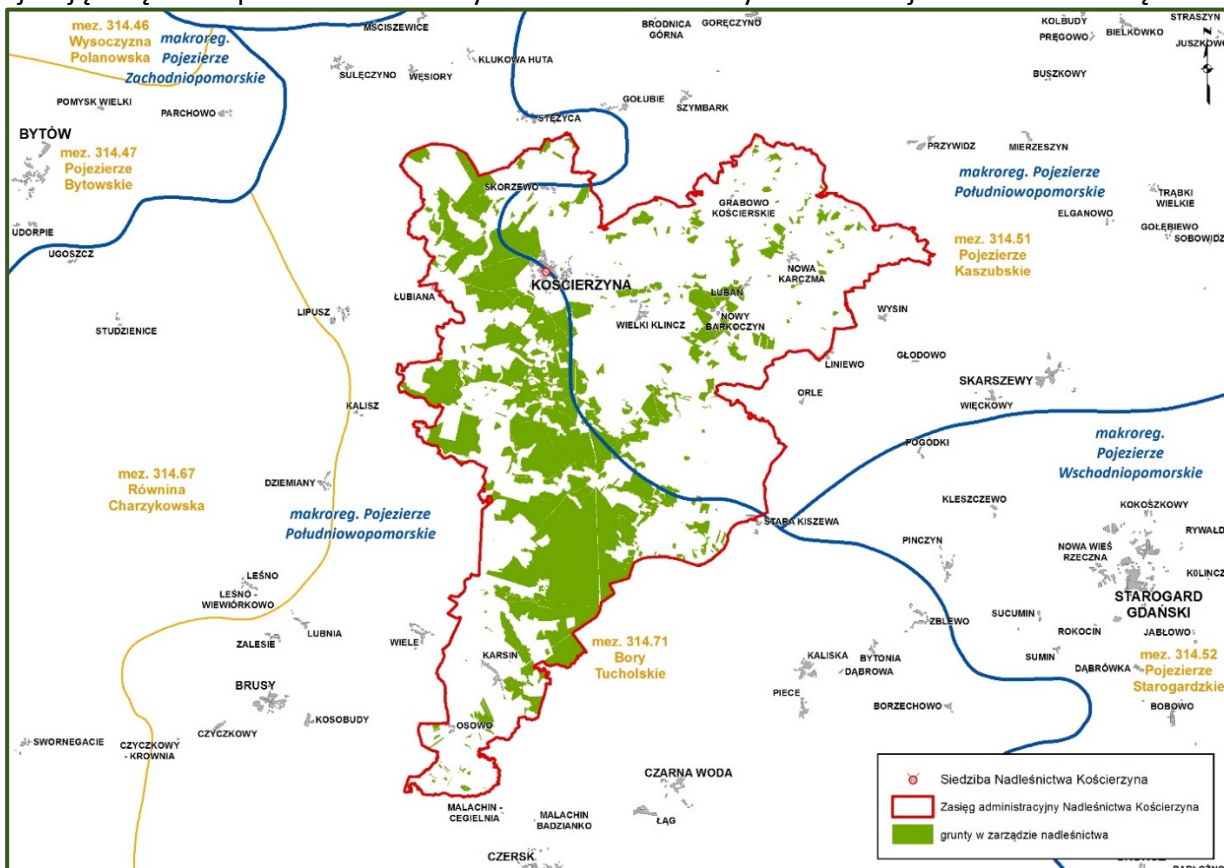 mez. 314.46
Wysoczyzna
Polanowska
makroreg.
Pojezierze
Zachodniopomorskie
MŚCISZEWICE
BRODNICA
GÓRNA
GORĘCZYNO
KOLBUDY
PRĘGOWO
BIELKÓWKO
STRASZYN
JUSZKOWO
N
SULĘCZYNO
WĘSIORY
KLUKOWA HUTA
BUSZKOWY
POMYSK WIELKI
PARCHOWO
GOŁUBIE
SZYMBARK
STĘŻYCA
BYTÓW
mez. 314.47
Pojezierze
Bytowskie
PRZYWIDZ
MIERZESZYN
makroreg. Pojezierze
Południowopomorskie
SKORZEWO
GRABOWO
KOŚCIERSKIE
TRĄBKI
WIELKIE
ELGANOWO
GOŁĘBIEWO
SOBOWIDZ
UDORPIE
UGOSZCZ
mez. 314.51
Pojezierze
Kaszubskie
NOWA
KARCZMA
KOŚCIERZYNA
ŁUBIANA
LUBAŃ
NOWY
BARKOCZYN
WIELKI KLINCZ
WYSIN
STUDZIENICE
LIPUSZ
LINIEWO
GŁODOWO
SKARSZEWY
ORLE
WIĘCKOWY
KALISZ
POGÓDKI
makroreg.
Pojezierze
Wschodniopomorskie
mez. 314.67
Równina
Charzykowska
DZIEMIANY
makroreg. Pojezierze
Południowopomorskie
KLESZCZEWO
KOKOSZKOWY
STARA KISZEWA
RYWAŁD
PINCZYN
NOWA WIEŚ
RZECZNA
KOLINCZ
LEŚNO
LEŚNO -
WIEWIÓRKOWO
STAROGARD
GDAŃSKI
SUCUMIN
ZBLEWO
ROKOCIN
JABŁOWO
LUBNIA
ZALESIE
WIELE
mez. 314.71
Bory
Tucholskie
KALISKA
BYTONIA
DĄBROWA
SUMIN
DĄBRÓWKA
mez. 314.52
Pojezierze
Starogardzkie
KARSIN
BRUSY
PIECE
BORZECHOWO
BOBOWO
KOSOBUDY
CZYCZKOWY
OSOWO
SWORNEGACIE
CZYCZKOWY
- KROWNIA
CZARNA WODA
MALACHIN -
CEGIELNIA
MALACHIN
BADZIANKO
ŁĄG
CZERSK
Siedziba Nadleśnictwa Kościerzyna
Zasięg administracyjny Nadleśnictwa Kościerzyna
grunty w zarządzie nadleśnictwa